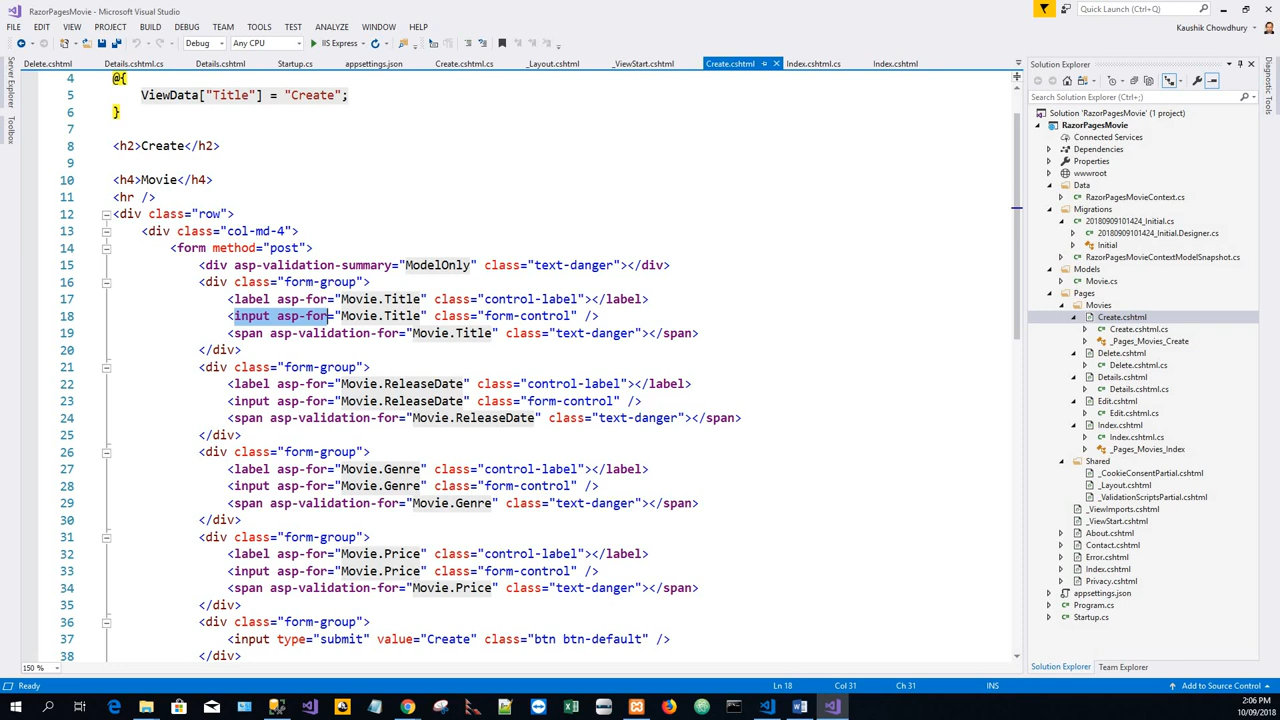 RazorPagesMovie - Microsoft Visual Studio
Quick Launch (Ctrl+Q)
FILE EDIT VIEW PROJECT BUILD DEBUG TEAM TOOLS TEST ANALYZE WINDOW HELP
Kaushik Chowdhury
Debug Any CPU IIS Express
Delete.cshtml Details.cshtml.cs Details.cshtml Startup.cs appsettings.json Create.cshtml.cs _Layout.cshtml _ViewStart.cshtml Create.cshtml Index.cshtml.cs Index.cshtml
Server Explorer
Toolbox
4 @{
5 ViewData["Title"] = "Create";
6 }
7
8 <h2>Create</h2>
9
10 <h4>Movie</h4>
11 <hr />
12 <div class="row">
13 <div class="col-md-4">
14 <form method="post">
15 <div asp-validation-summary="ModelOnly" class="text-danger"></div>
16 <div class="form-group">
17 <label asp-for="Movie.Title" class="control-label"></label>
18 <input asp-for="Movie.Title" class="form-control" />
19 <span asp-validation-for="Movie.Title" class="text-danger"></span>
20 </div>
21 <div class="form-group">
22 <label asp-for="Movie.ReleaseDate" class="control-label"></label>
23 <input asp-for="Movie.ReleaseDate" class="form-control" />
24 <span asp-validation-for="Movie.ReleaseDate" class="text-danger"></span>
25 </div>
26 <div class="form-group">
27 <label asp-for="Movie.Genre" class="control-label"></label>
28 <input asp-for="Movie.Genre" class="form-control" />
29 <span asp-validation-for="Movie.Genre" class="text-danger"></span>
30 </div>
31 <div class="form-group">
32 <label asp-for="Movie.Price" class="control-label"></label>
33 <input asp-for="Movie.Price" class="form-control" />
34 <span asp-validation-for="Movie.Price" class="text-danger"></span>
35 </div>
36 <div class="form-group">
37 <input type="submit" value="Create" class="btn btn-default" />
38 </div>
150 %
Solution Explorer
Search Solution Explorer (Ctrl+;)
Solution 'RazorPagesMovie' (1 project)
RazorPagesMovie
Connected Services
Dependencies
Properties
wwwroot
Data
RazorPagesMovieContext.cs
Migrations
20180909101424_Initial.cs
20180909101424_Initial.Designer.cs
Initial
RazorPagesMovieContextModelSnapshot.cs
Models
Movie.cs
Pages
Movies
Create.cshtml
Create.cshtml.cs
_Pages_Movies_Create
Delete.cshtml
Delete.cshtml.cs
Details.cshtml
Details.cshtml.cs
Edit.cshtml
Edit.cshtml.cs
Index.cshtml
Index.cshtml.cs
_Pages_Movies_Index
Shared
_CookieConsentPartial.cshtml
_Layout.cshtml
_ValidationScriptsPartial.cshtml
_ViewImports.cshtml
_ViewStart.cshtml
About.cshtml
Contact.cshtml
Error.cshtml
Index.cshtml
Privacy.cshtml
appsettings.json
Program.cs
Startup.cs
Solution Explorer Team Explorer
Diagnostic Tools
Ready Ln 18 Col 31 Ch 31 INS Add to Source Control
2:06 PM
10/09/2018